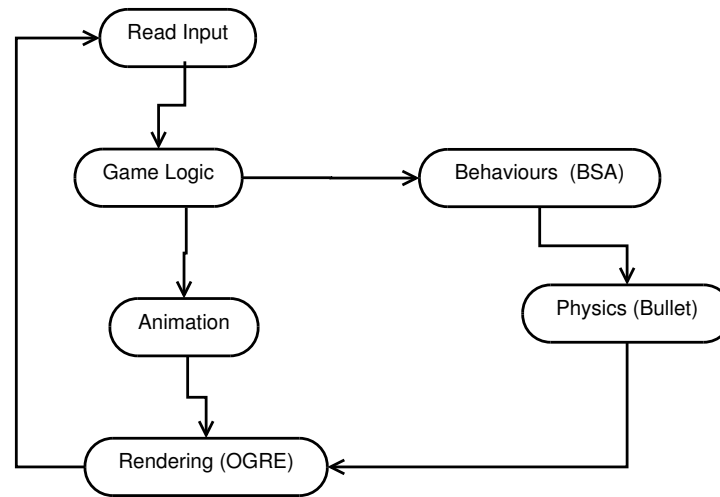 Read Input
Game Logic
Behaviours (BSA)
Animation
Physics (Bullet)
Rendering (OGRE)